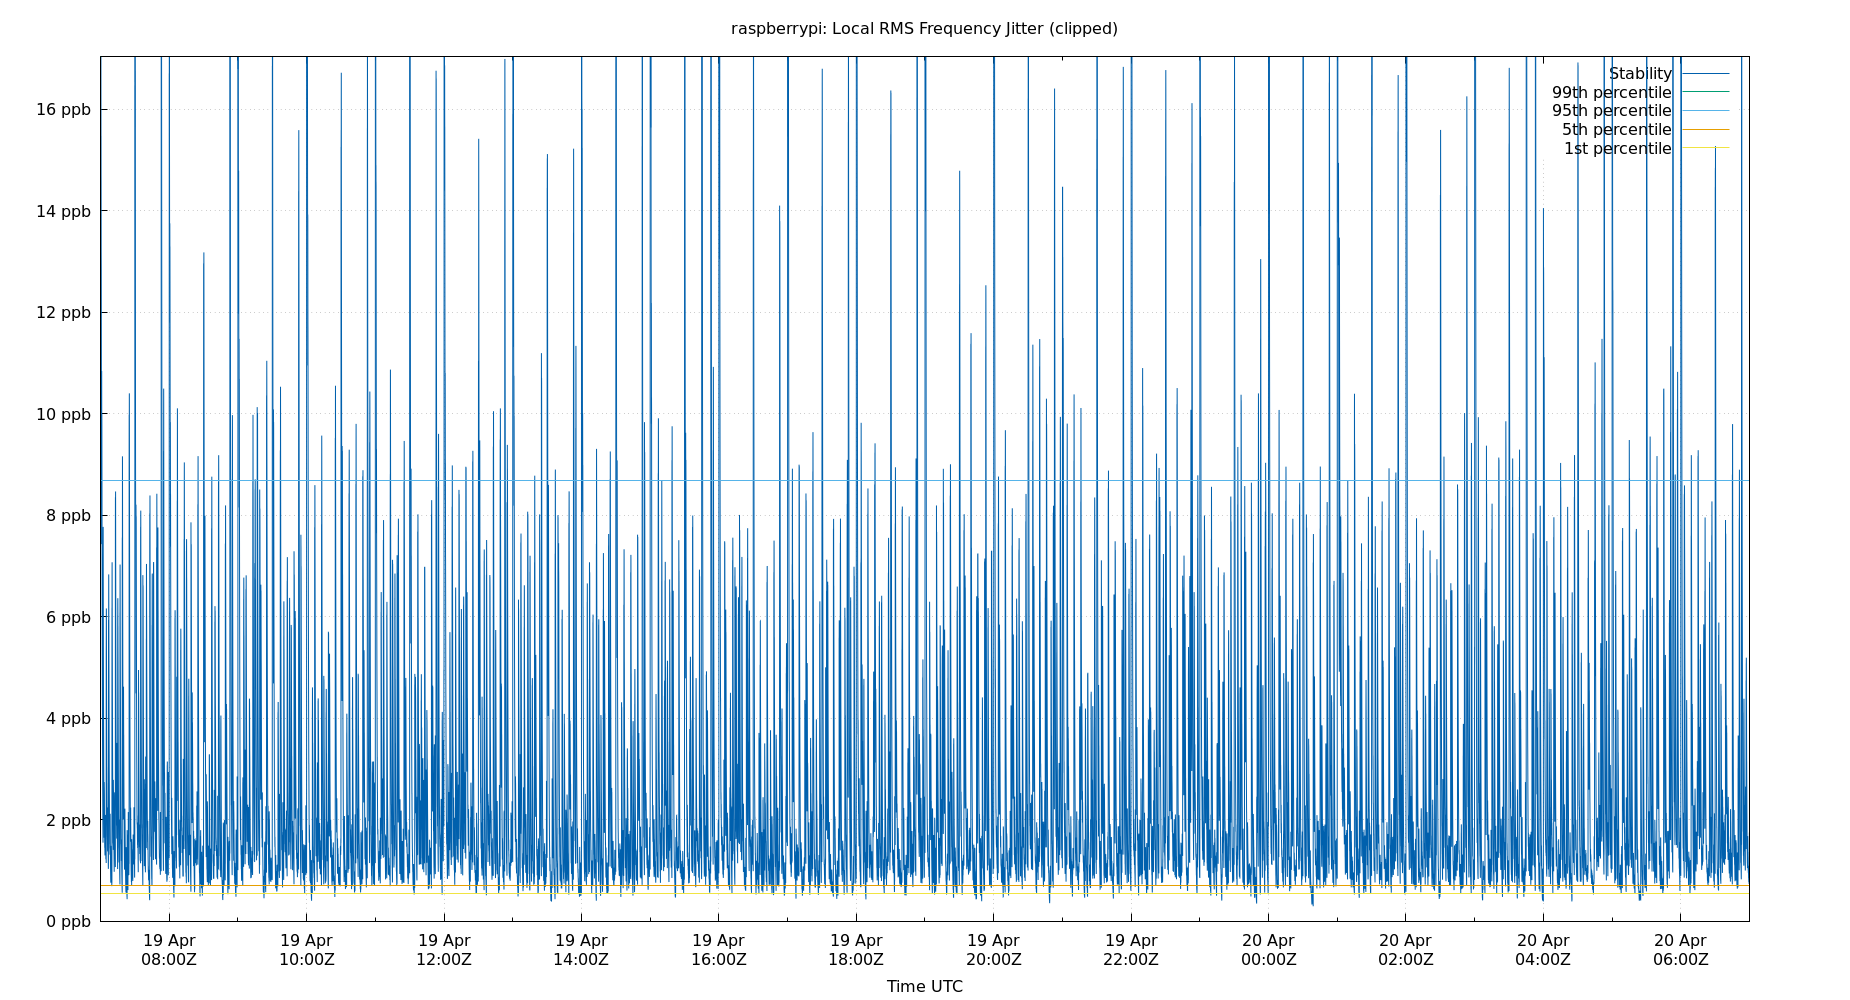 raspberrypi: Local RMS Frequency Jitter (clipped)
Stability
99th percentile
95th percentile
5th percentile
1st percentile
16 ppb
14 ppb
12 ppb
10 ppb
8 ppb
6 ppb
4 ppb
2 ppb
0 ppb
19 Apr 19 Apr 19 Apr 19 Apr 19 Apr 19 Apr 19 Apr 19 Apr 20 Apr 20 Apr 20 Apr 20 Apr
08:00Z 10:00Z 12:00Z 14:00Z 16:00Z 18:00Z 20:00Z 22:00Z 00:00Z 02:00Z 04:00Z 06:00Z
Time UTC